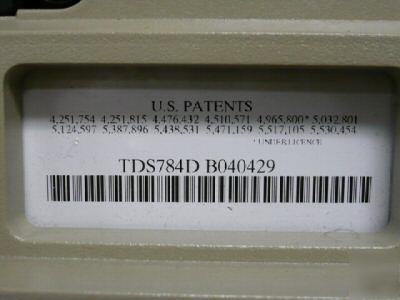 U.S. PATENTS
4,251,754 4,251,815 4,476,432 4,510,571 4,965,800* 5,032,801
5,124,597 5,387,896 5,438,531 5,471,159 5,517,105 5,530,454
* UNDER LICENCE
TDS784D B040429